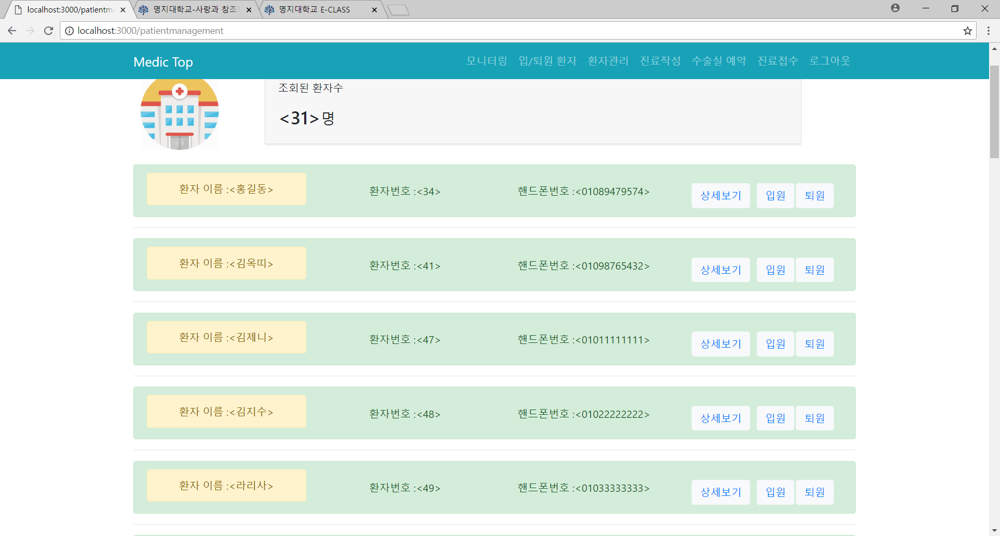 localhost:3000/patientm
명지대학교-사랑과 창조
명지대학교 E-CLASS
localhost:3000/patientmanagement
Medic Top
모니터링 입/퇴원 환자 환자관리 진료작성 수술실 예약 진료접수 로그아웃
조회된 환자수
<31>명
환자 이름 :<홍길동> 환자번호 :<34> 핸드폰번호 :<01089479574> 상세보기 입원 퇴원
환자 이름 :<김옥띠> 환자번호 :<41> 핸드폰번호 :<01098765432> 상세보기 입원 퇴원
환자 이름 :<김제니> 환자번호 :<47> 핸드폰번호 :<01011111111> 상세보기 입원 퇴원
환자 이름 :<김지수> 환자번호 :<48> 핸드폰번호 :<01022222222> 상세보기 입원 퇴원
환자 이름 :<라리사> 환자번호 :<49> 핸드폰번호 :<01033333333> 상세보기 입원 퇴원